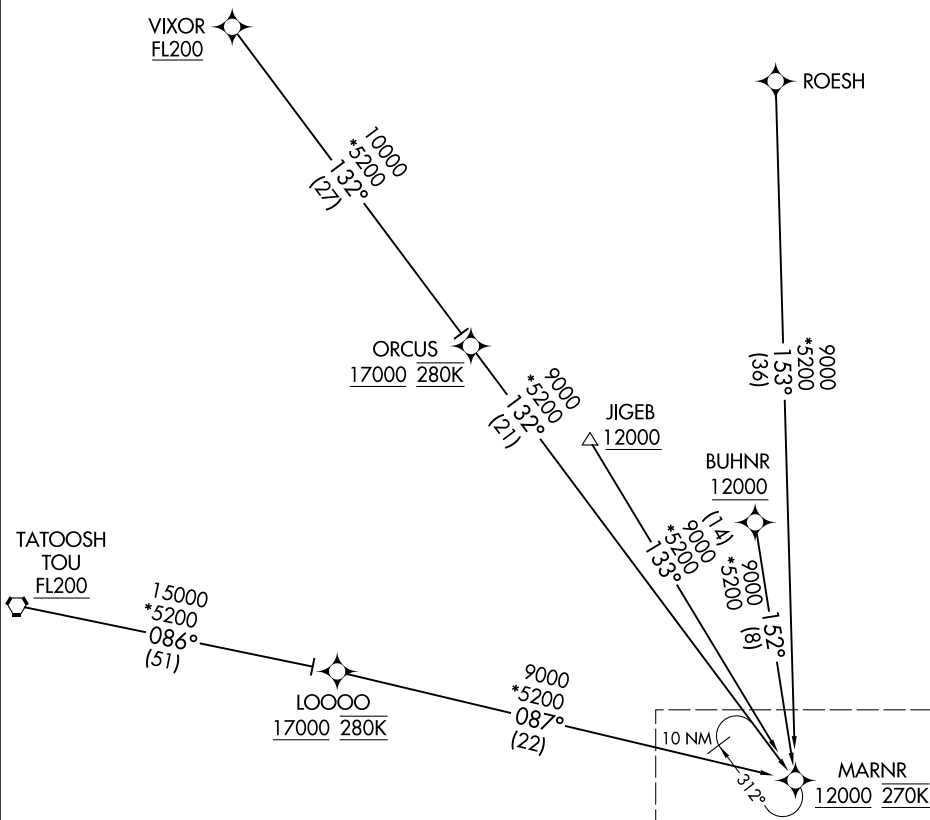 VIXOR
FL200
ROESH
10000
*5200
132°
(27)
ORCUS
17000 280K
9000
*5200
132°
(21)
9000
*5200
153°
(36)
JIGEB
12000
BUHNR
12000
(14)
9000
*5200
133°
9000
*5200
152°
(8)
TATOOSH
TOU
FL200
15000
*5200
086°
(51)
LOOOO
17000 280K
9000
*5200
087°
(22)
10 NM
312°
MARNR
12000 270K